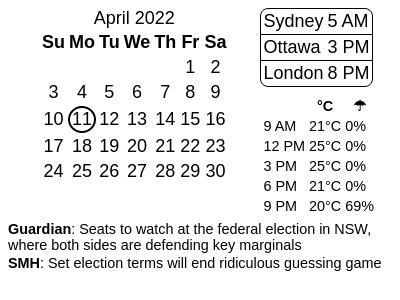 April 2022
Su Mo Tu We Th Fr Sa
1 2
3 4 5 6 7 8 9
10 11 12 13 14 15 16
17 18 19 20 21 22 23
24 25 26 27 28 29 30
Sydney 5 AM
Ottawa 3 PM
London 8 PM
°C ☂
9 AM 21°C 0%
12 PM 25°C 0%
3 PM 25°C 0%
6 PM 21°C 0%
9 PM 20°C 69%
Guardian: Seats to watch at the federal election in NSW,
where both sides are defending key marginals
SMH: Set election terms will end ridiculous guessing game